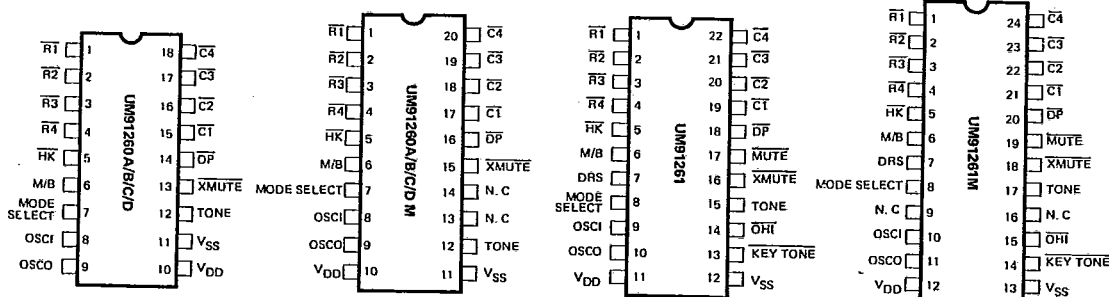 R1 1 18 C4
R2 2 17 C3
R3 3 16 C2
R4 4 15 C1
HK 5 14 DP
M/B 6 13 XMUTE
MODE SELECT 7 12 TONE
OSCI 8 11 VSS
OSCO 9 10 VDD
UM91260A/B/C/D
R1 1 20 C4
R2 2 19 C3
R3 3 18 C2
R4 4 17 C1
HK 5 16 DP
M/B 6 15 XMUTE
MODE SELECT 7 14 N.C
OSCI 8 13 N.C
OSCO 9 12 TONE
VDD 10 11 VSS
UM91260A/B/C/D M
R1 1 22 C4
R2 2 21 C3
R3 3 20 C2
R4 4 19 C1
HK 5 18 DP
M/B 6 17 MUTE
DRS 7 16 XMUTE
MODE SELECT 8 15 TONE
OSCI 9 14 OHI
OSCO 10 13 KEY TONE
VDD 11 12 VSS
UM91261
R1 1 24 C4
R2 2 23 C3
R3 3 22 C2
R4 4 21 C1
HK 5 20 DP
M/B 6 19 MUTE
DRS 7 18 XMUTE
MODE SELECT 8 17 TONE
N.C 9 16 N.C
OSCI 10 15 OHI
OSCO 11 14 KEY TONE
VDD 12 13 VSS
UM91261M